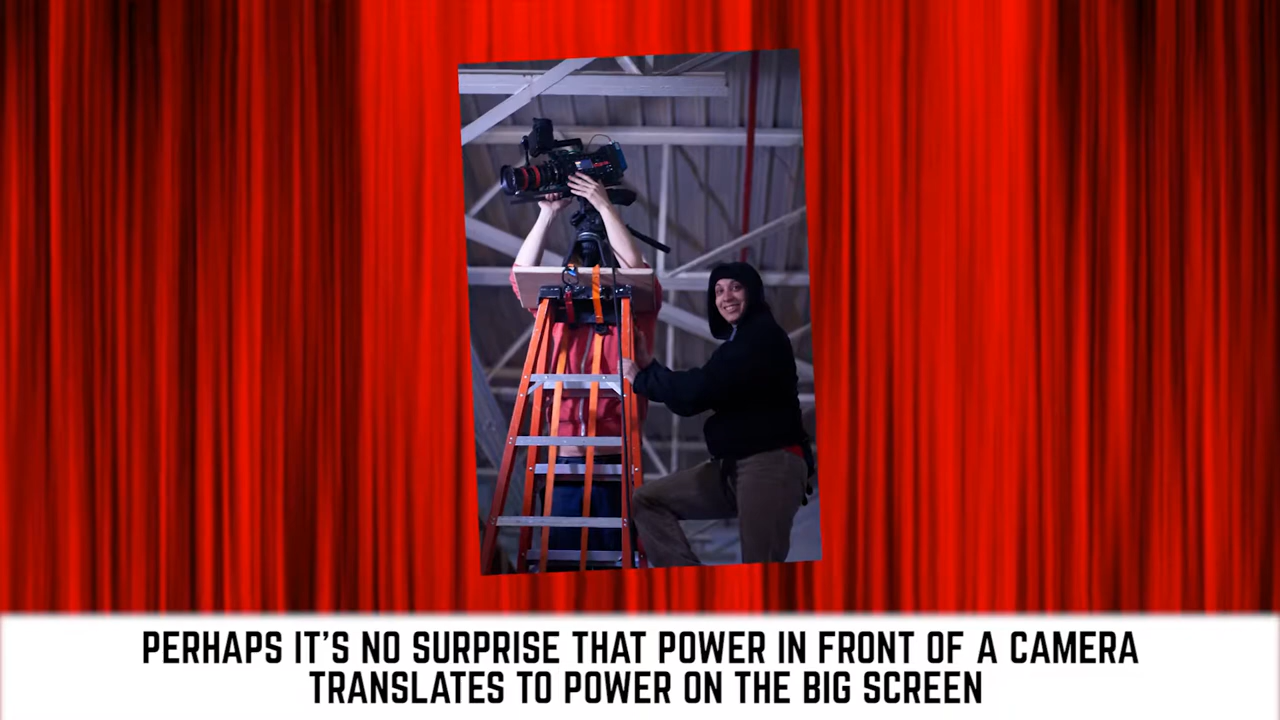 PERHAPS IT'S NO SURPRISE THAT POWER IN FRONT OF A CAMERA
TRANSLATES TO POWER ON THE BIG SCREEN